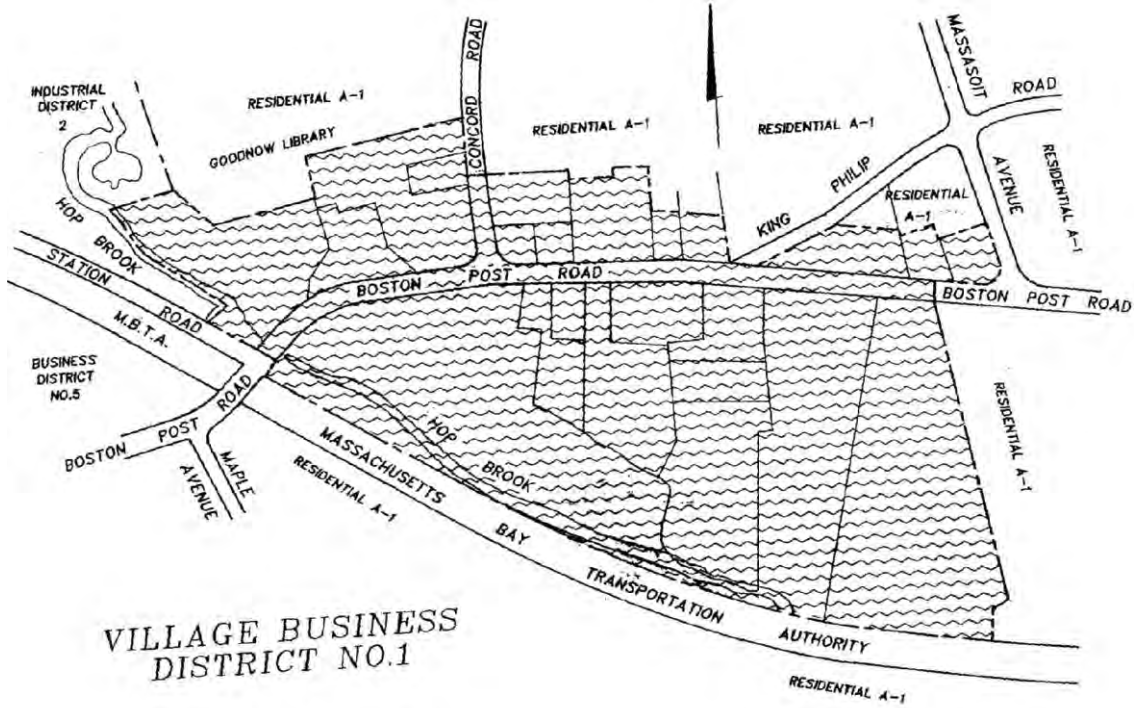 INDUSTRIAL
DISTRICT
2
RESIDENTIAL A-1
GOODNOW LIBRARY
CONCORD ROAD
RESIDENTIAL A-1
RESIDENTIAL A-1
MASSASOIT
ROAD
KING PHILIP
RESIDENTIAL
A-1
AVENUE
RESIDENTIAL A-1
HOP
BROOK
STATION ROAD
M.B.T.A.
BOSTON POST ROAD
BOSTON POST ROAD
BUSINESS
DISTRICT
NO.5
BOSTON POST ROAD
MAPLE
AVENUE
HOP
BROOK
RESIDENTIAL A-1
MASSACHUSETTS BAY TRANSPORTATION AUTHORITY
RESIDENTIAL A-1
RESIDENTIAL A-1
VILLAGE BUSINESS
DISTRICT NO.1